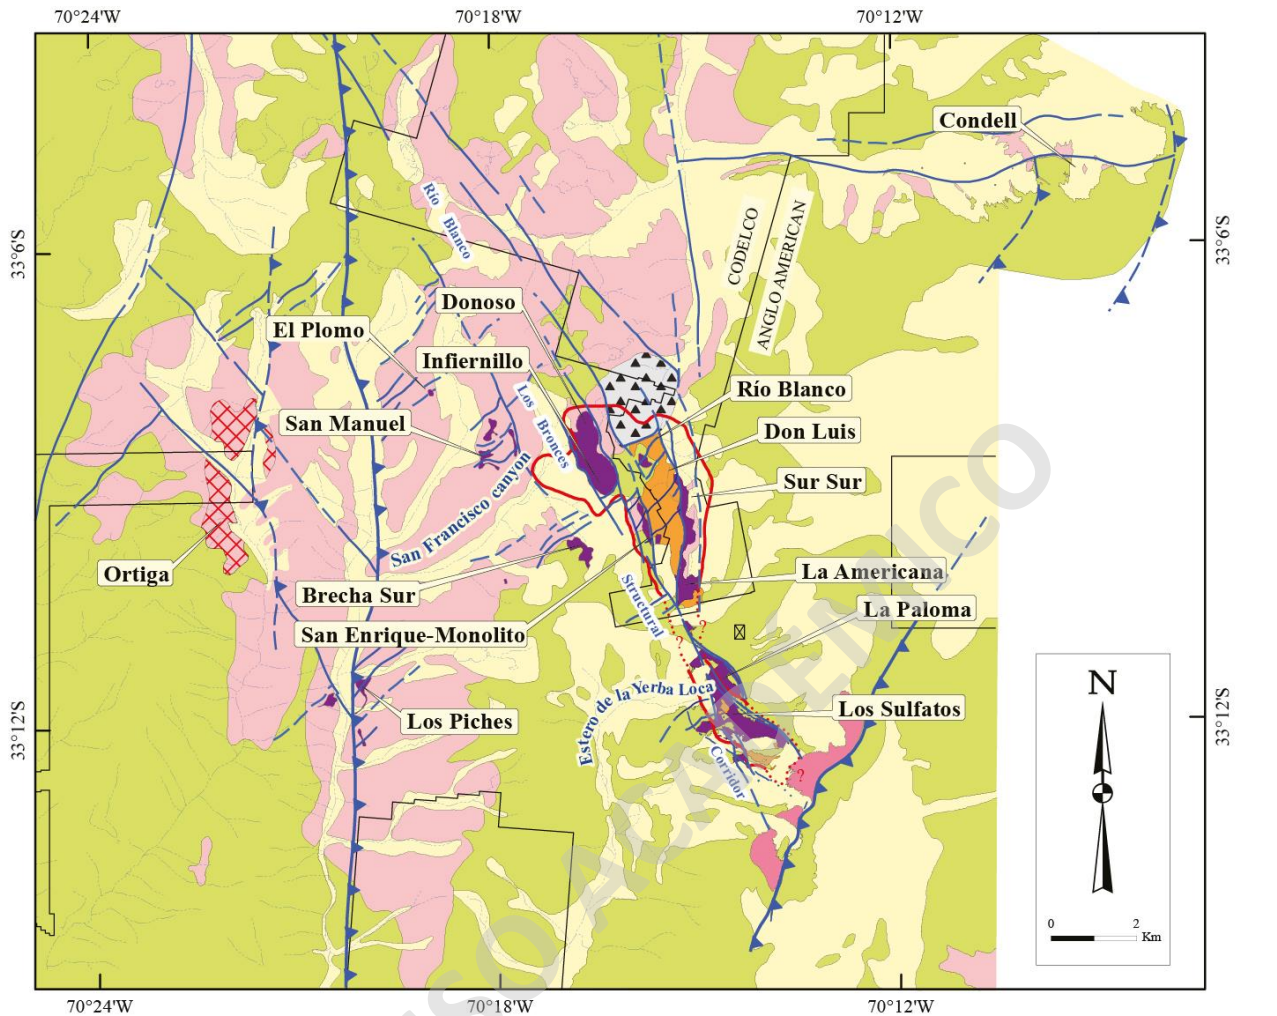 70°24'W
70°18'W
70°12'W
Condell
Río Blanco
CODELCO
ANGLO AMERICAN
33°6'S
33°6'S
Donoso
El Plomo
Infiernillo
Río Blanco
Los Bronces
San Manuel
Don Luis
San Francisco canyon
Sur Sur
Ortiga
La Americana
Brecha Sur
La Paloma
Structural
San Enrique-Monolito
?
?
Estero de la Yerba Loca
Los Piches
Los Sulfatos
33°12'S
33°12'S
Corridor
?
N
0 2
Km
SO ACADEMICO
70°24'W
70°18'W
70°12'W